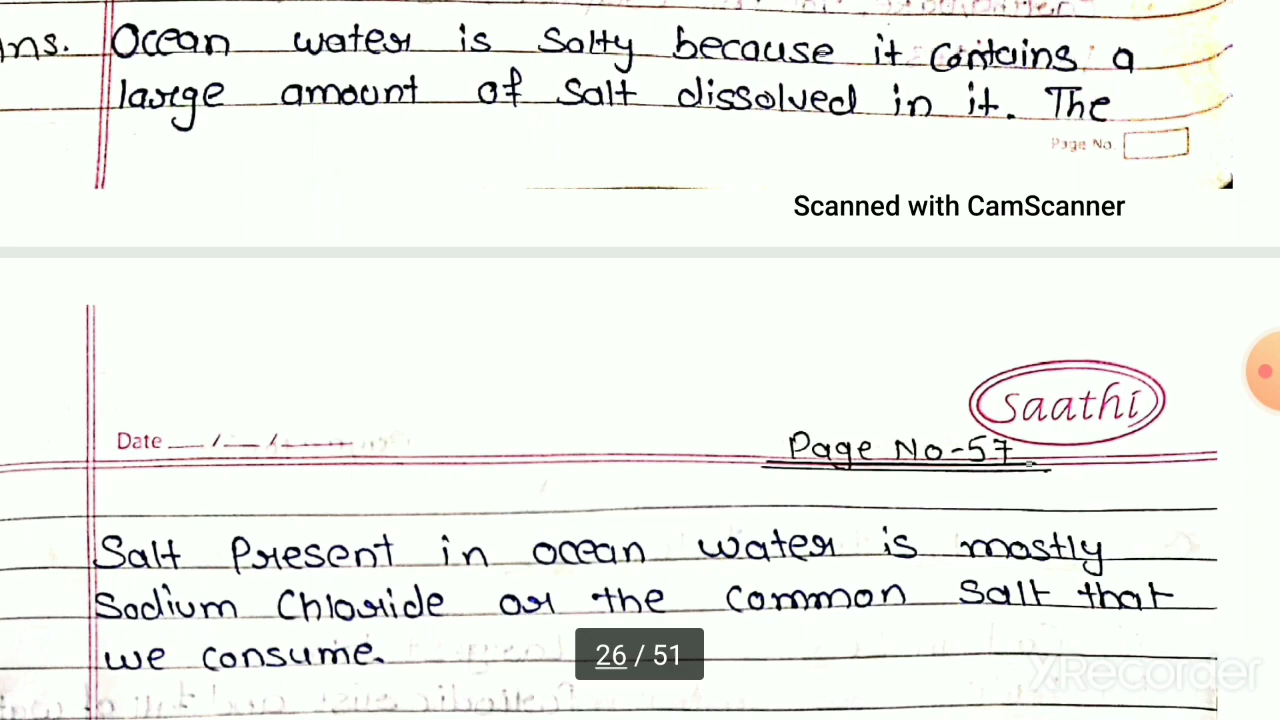 Ans. Ocean water is salty because it contains a
large amount of salt dissolved in it. The
Page No.
Scanned with CamScanner
saathi
Date
Page No-57
Salt Present in ocean water is mostly
Sodium Chloride or the common salt that
we consume.
26 / 51
XRecorder